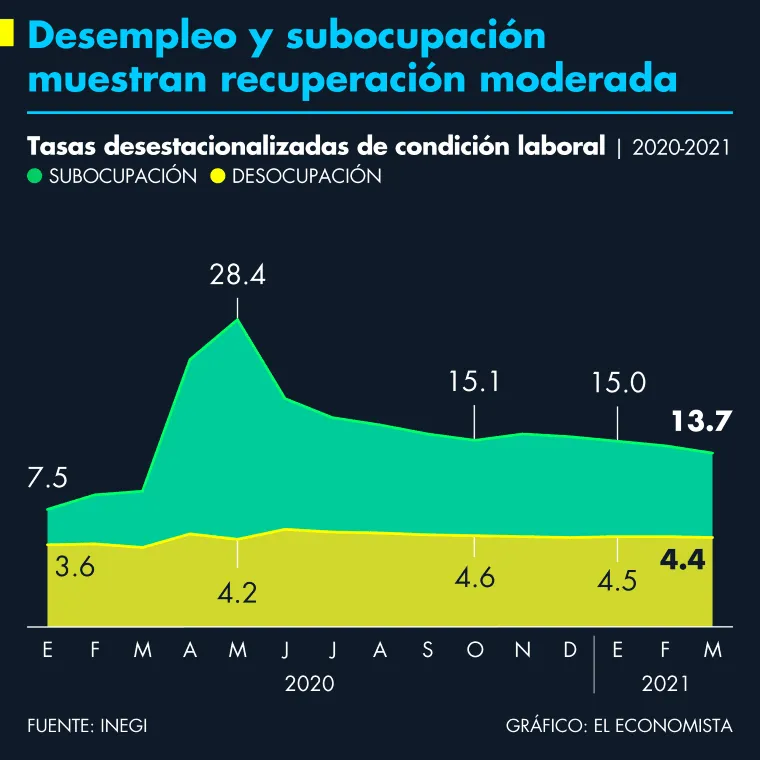 Desempleo y subocupación
muestran recuperación moderada
Tasas desestacionalizadas de condición laboral | 2020-2021
SUBOCUPACIÓN DESOCUPACIÓN
28.4
15.1
15.0
13.7
7.5
3.6
4.2
4.6
4.5
4.4
E F M A M J J A S O N D E F M
2020 2021
FUENTE: INEGI GRÁFICO: EL ECONOMISTA